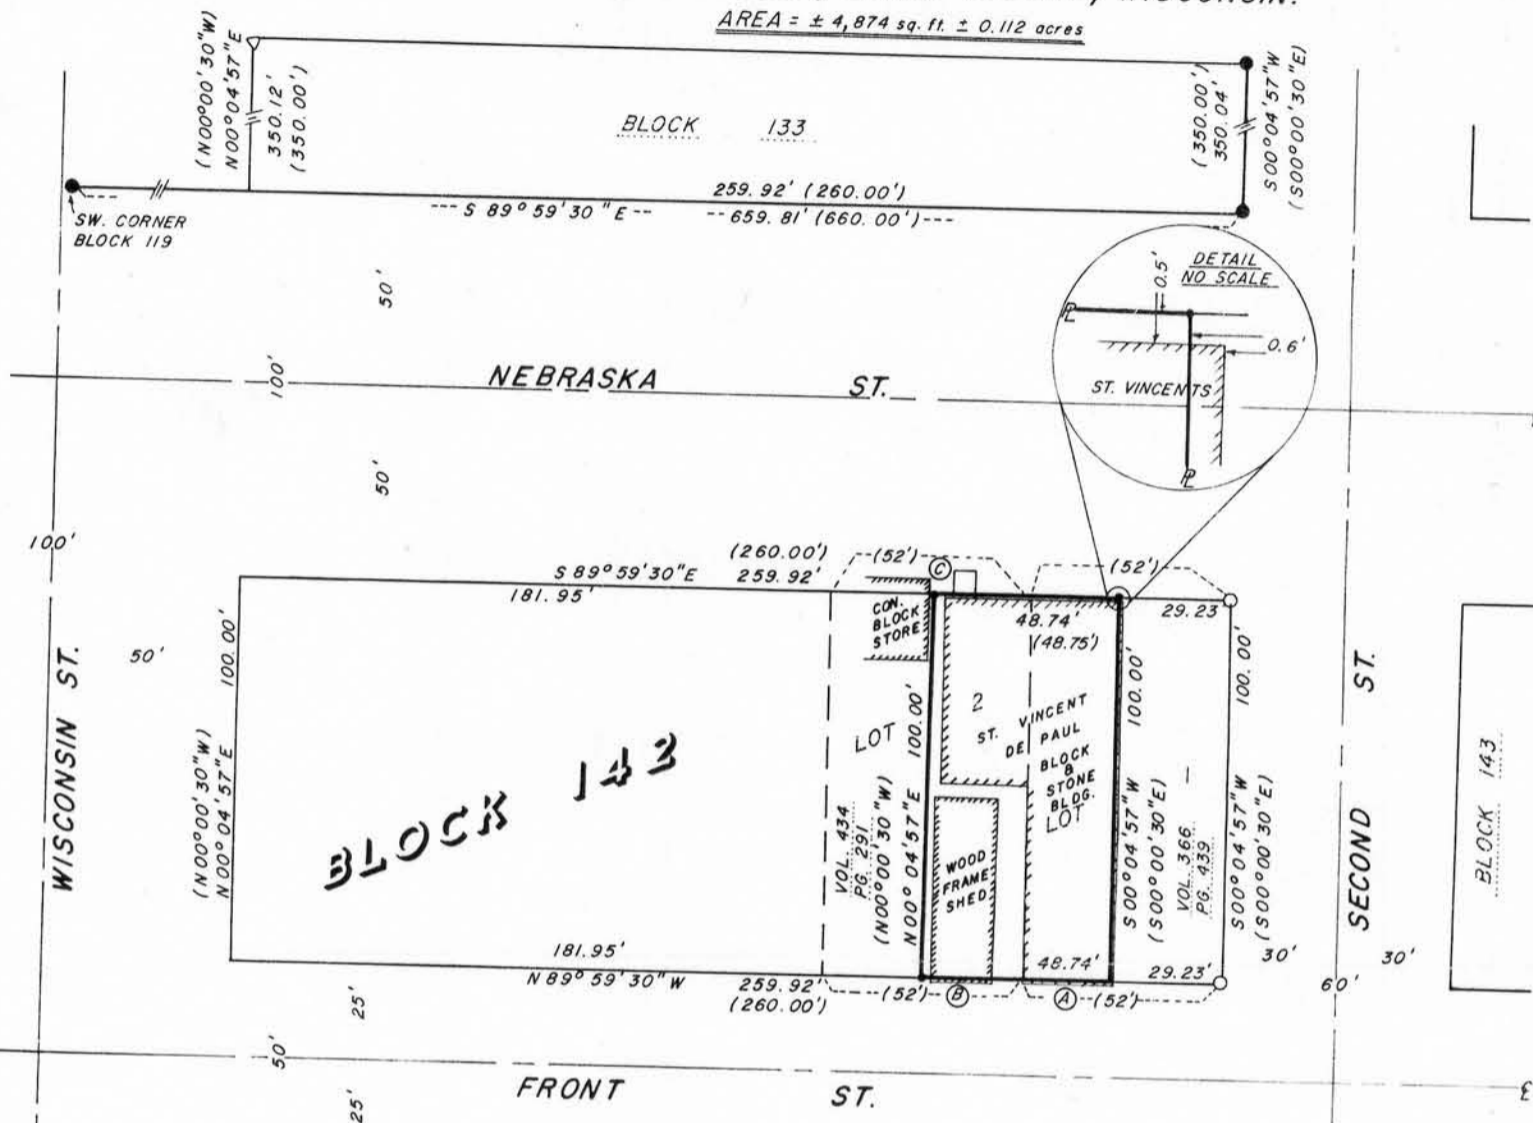 WISCONSIN.
AREA = ± 4,874 sq. ft. ± 0.112 acres
(N00°00'30"W)
N00°04'57"E
350.12'
(350.00')
BLOCK 133
(350.00')
350.04'
S00°04'57"W
(S00°00'30"E)
259.92' (260.00')
---S 89°59'30"E-- --659.81' (660.00')---
SW. CORNER
BLOCK 119
DETAIL
NO SCALE
0.5'
0.6'
ST. VINCENTS
50'
100'
NEBRASKA ST.
50'
100'
50'
WISCONSIN ST.
(260.00')
S 89°59'30"E 259.92'
181.95'
(52')
(52')
C
CON.
BLOCK
STORE
48.74'
(48.75')
29.23
100.00'
(N00°00'30"W)
N00°04'57"E
BLOCK 142
LOT
2
VOL. 434
PG. 291
100.00'
(N00°00'30"W)
N00°04'57"E
ST. VINCENT
DE PAUL
BLOCK
&
STONE
BLDG.
LOT
WOOD
FRAME
SHED
100.00'
S00°04'57"W
(S00°00'30"E)
VOL. 366
PG. 439
100.00'
S00°04'57"W
(S00°00'30"E)
SECOND ST.
BLOCK 143
181.95'
N 89°59'30"W 259.92'
(260.00')
(52')
B
48.74'
A
(52')
29.23'
30'
60'
30'
25'
50'
25'
FRONT ST.